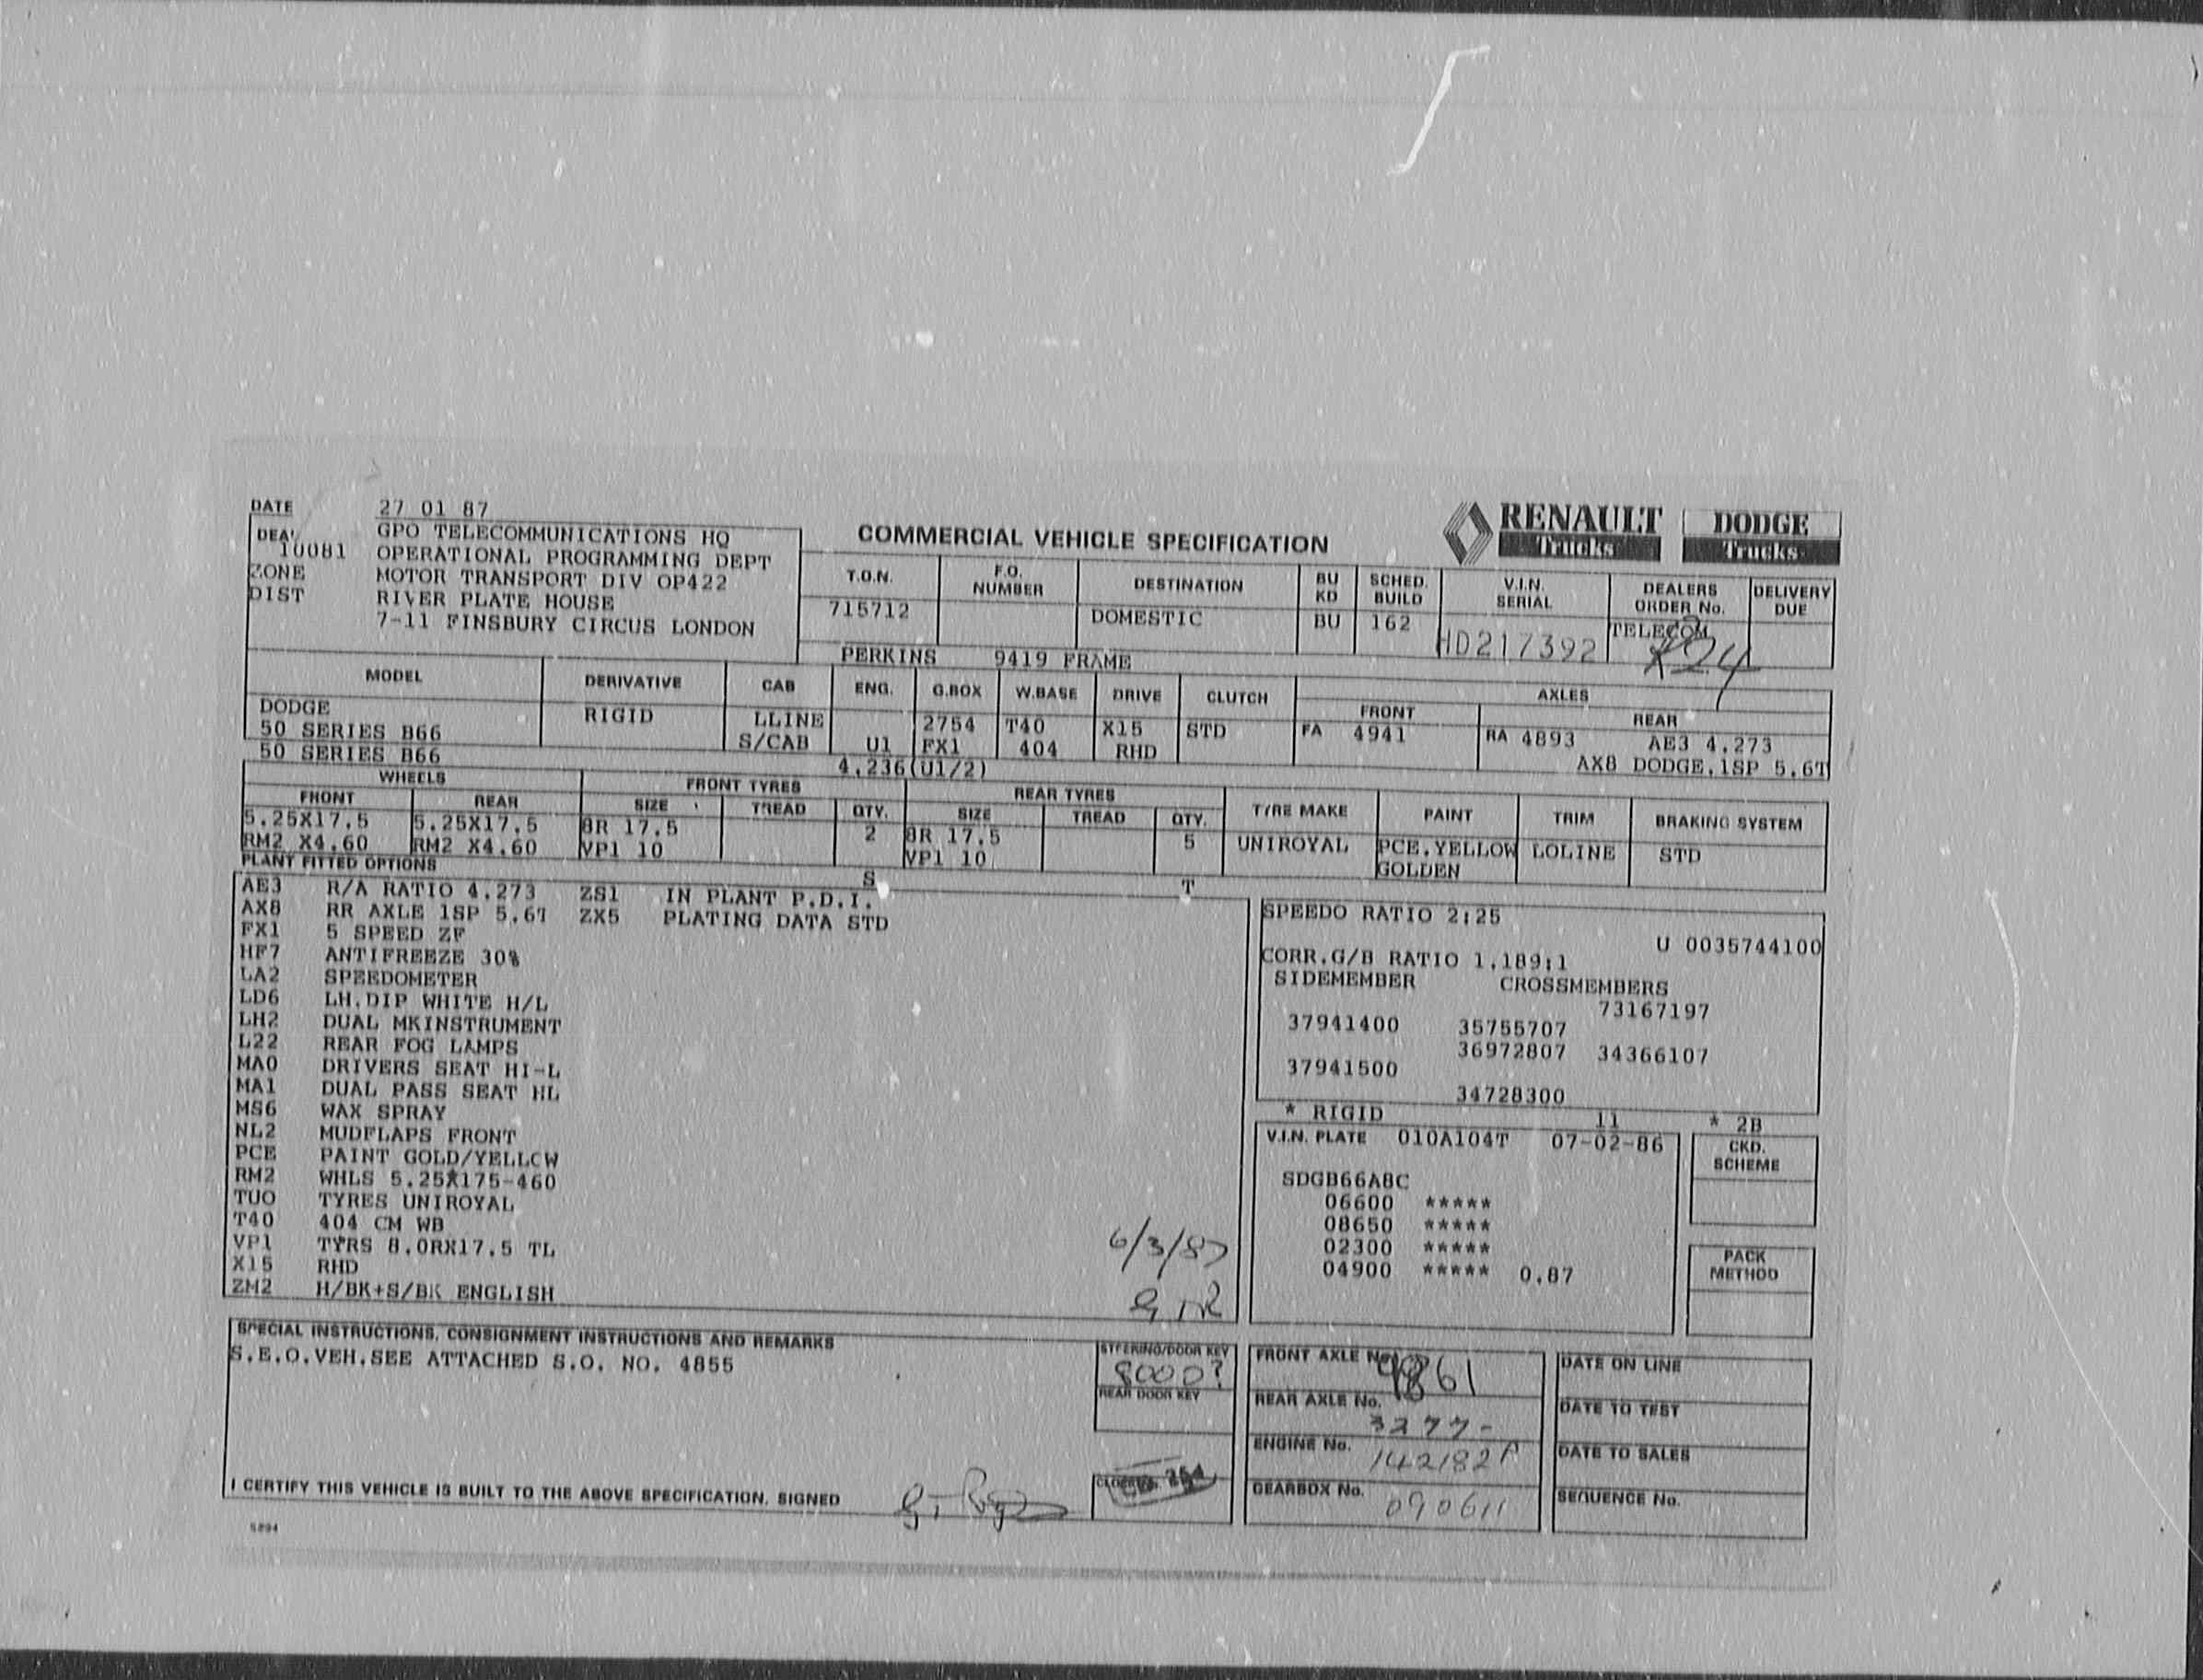 DATE 27 01 87
GPO TELECOMMUNICATIONS HQ
10081 OPERATIONAL PROGRAMMING DEPT
ZONE MOTOR TRANSPORT DIV OP422
DIST RIVER PLATE HOUSE
7-11 FINSBURY CIRCUS LONDON
COMMERCIAL VEHICLE SPECIFICATION
RENAULT Trucks
DODGE Trucks
T.O.N. F.O. NUMBER DESTINATION BU KD SCHED. BUILD V.I.N. SERIAL DEALERS ORDER No. DELIVERY DUE
715712 DOMESTIC BU 162 HD217392 TELECOM
PERKINS 9419 FRAME
MODEL DERIVATIVE CAB ENG. G.BOX W.BASE DRIVE CLUTCH AXLES
FRONT REAR
DODGE RIGID LLINE 2754 T40 X15 STD FA 4941 RA 4893 AE3 4.273
50 SERIES B66 S/CAB U1 FX1 404 RHD
50 SERIES B66 4.236(U1/2) AX8 DODGE.1SP 5.6T
WHEELS FRONT TYRES REAR TYRES
FRONT REAR SIZE TREAD QTY. SIZE TREAD QTY. TYRE MAKE PAINT TRIM BRAKING SYSTEM
5.25X17.5 5.25X17.5 8R 17.5 2 8R 17.5 5 UNIROYAL PCE.YELLOW LOLINE STD
RM2 X4.60 RM2 X4.60 VP1 10 VP1 10 GOLDEN
PLANT FITTED OPTIONS
S T
AE3 R/A RATIO 4.273 ZS1 IN PLANT P.D.I.
AX8 RR AXLE 1SP 5.6T ZX5 PLATING DATA STD
FX1 5 SPEED ZF
HF7 ANTIFREEZE 30%
LA2 SPEEDOMETER
LD6 LH.DIP WHITE H/L
LH2 DUAL MKINSTRUMENT
L22 REAR FOG LAMPS
MA0 DRIVERS SEAT HI-L
MA1 DUAL PASS SEAT HL
MS6 WAX SPRAY
NL2 MUDFLAPS FRONT
PCE PAINT GOLD/YELLOW
RM2 WHLS 5.25X175-460
TUO TYRES UNIROYAL
T40 404 CM WB
VP1 TYRS 8.0RX17.5 TL
X15 RHD
ZM2 H/BK+S/BK ENGLISH
6/3/87
SPEEDO RATIO 2:25
U 0035744100
CORR.G/B RATIO 1.189:1
SIDEMEMBER CROSSMEMBERS
73167197
37941400 35755707
36972807 34366107
37941500
34728300
* RIGID 11 * 2B
V.I.N. PLATE 010A104T 07-02-86
SDGB66ABC
06600 *****
08650 *****
02300 *****
04900 ***** 0.87
CKD. SCHEME
PACK METHOD
SPECIAL INSTRUCTIONS, CONSIGNMENT INSTRUCTIONS AND REMARKS
S.E.O.VEH.SEE ATTACHED S.O. NO. 4855
STEERING/DOOR KEY
REAR DOOR KEY
FRONT AXLE No.
REAR AXLE No. 3277-
ENGINE No. 142182
GEARBOX No. 090611
DATE ON LINE
DATE TO TEST
DATE TO SALES
SEQUENCE No.
I CERTIFY THIS VEHICLE IS BUILT TO THE ABOVE SPECIFICATION. SIGNED
5294